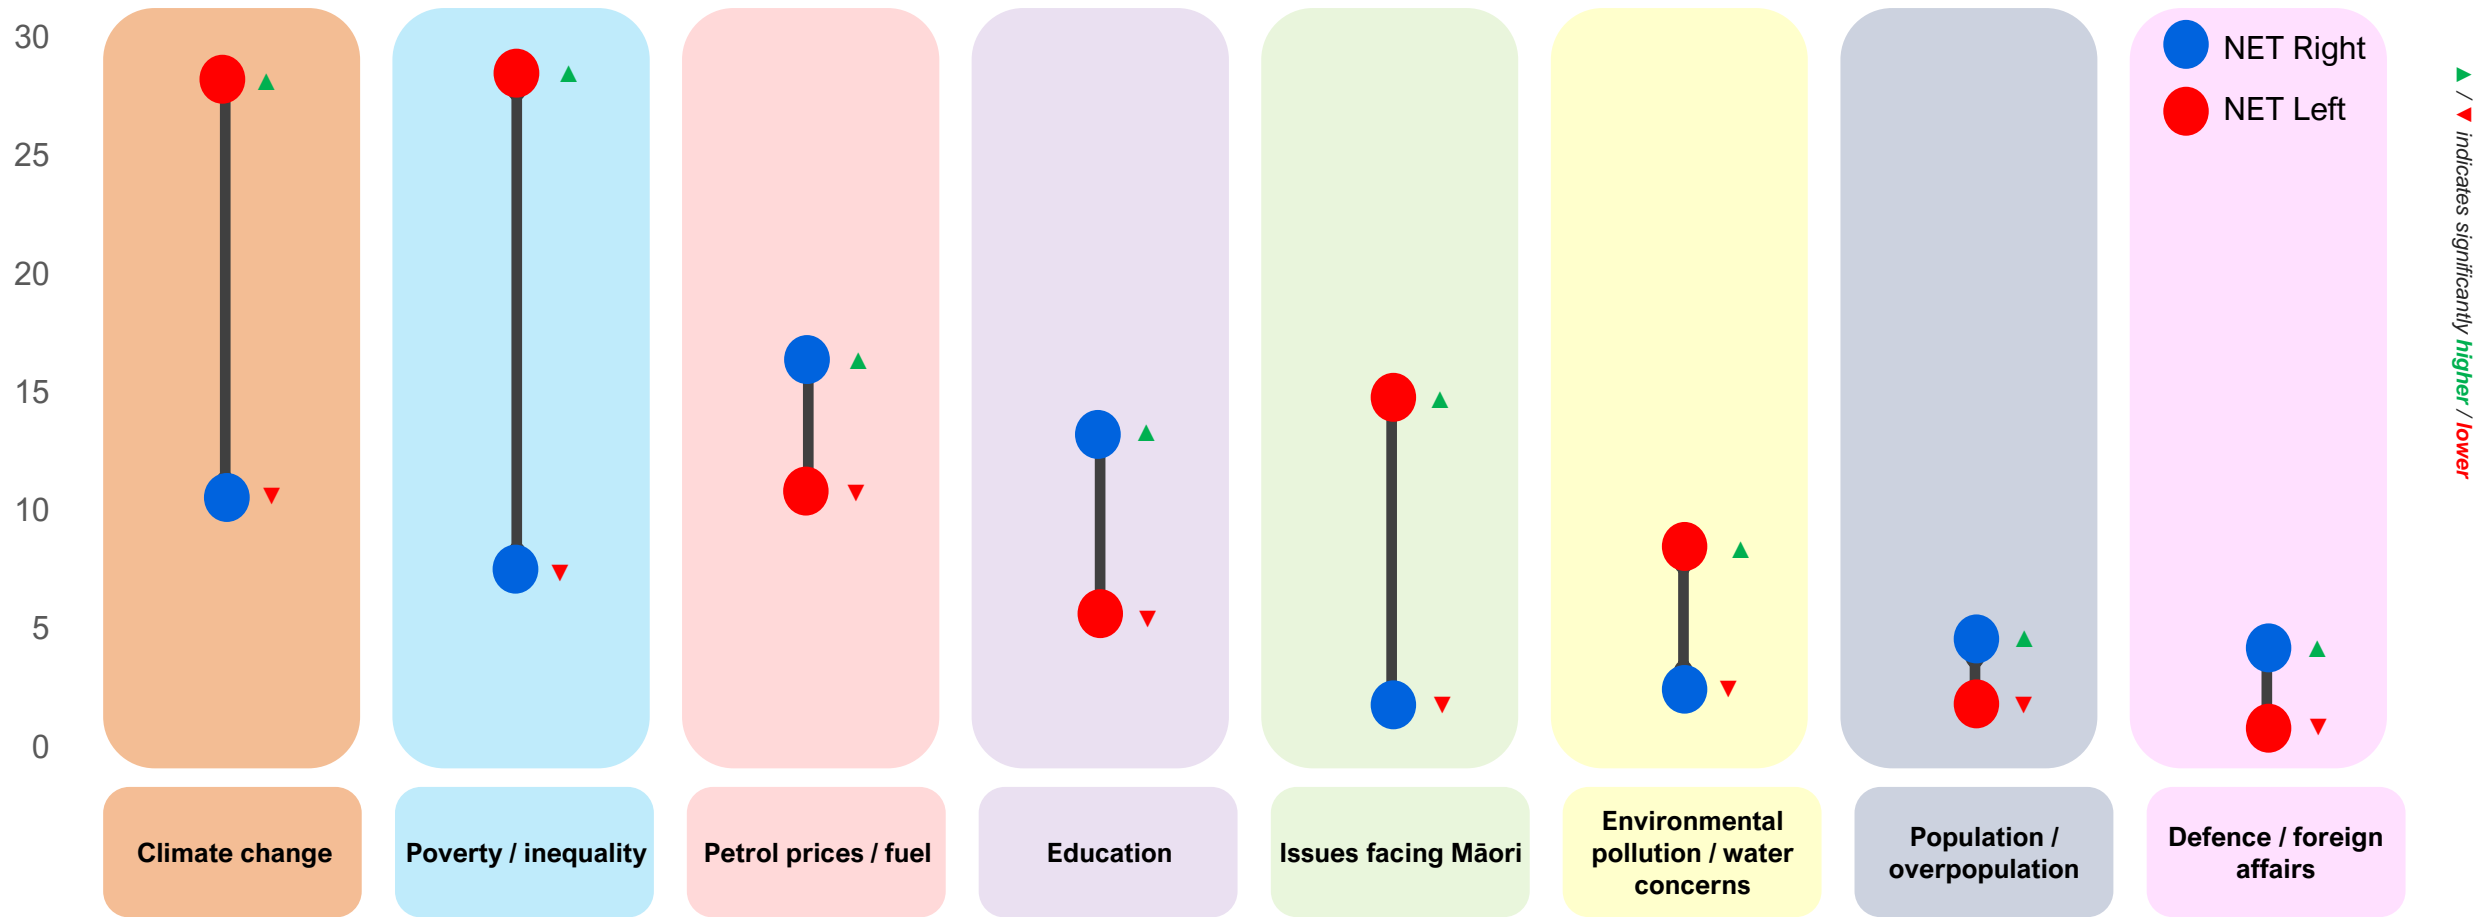 30
25
20
15
10
5
0
NET Right
NET Left
▲ / ▼ indicates significantly higher / lower
Climate change
Poverty / inequality
Petrol prices / fuel
Education
Issues facing Māori
Environmental
pollution / water
concerns
Population /
overpopulation
Defence / foreign
affairs